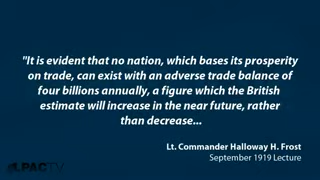 "It is evident that no nation, which bases its prosperity
on trade, can exist with an adverse trade balance of
four billions annually, a figure which the British
estimate will increase in the near future, rather
than decrease...
Lt. Commander Halloway H. Frost
September 1919 Lecture
LPACTV